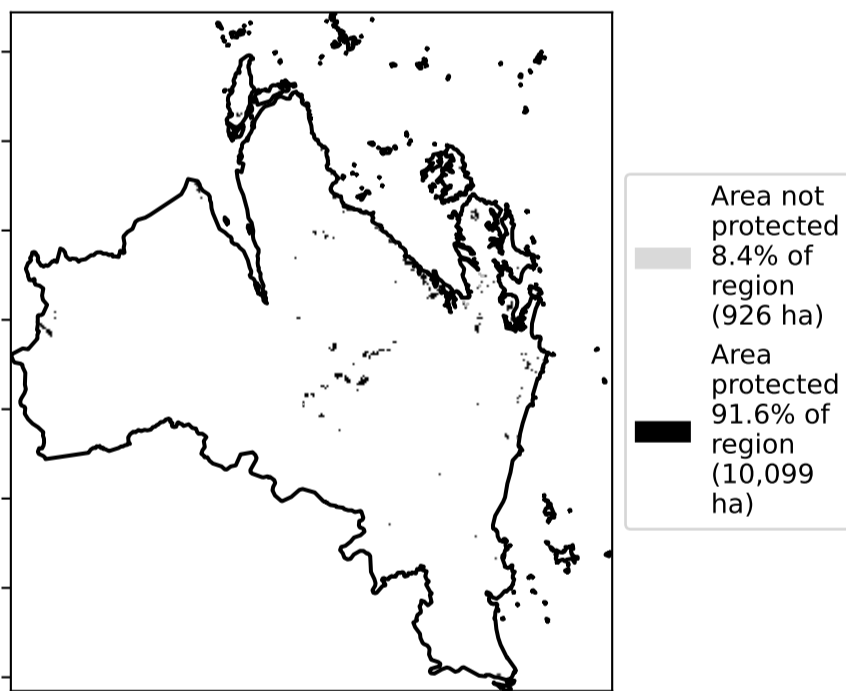 Area not
protected
8.4% of
region
(926 ha)
Area
protected
91.6% of
region
(10,099
ha)